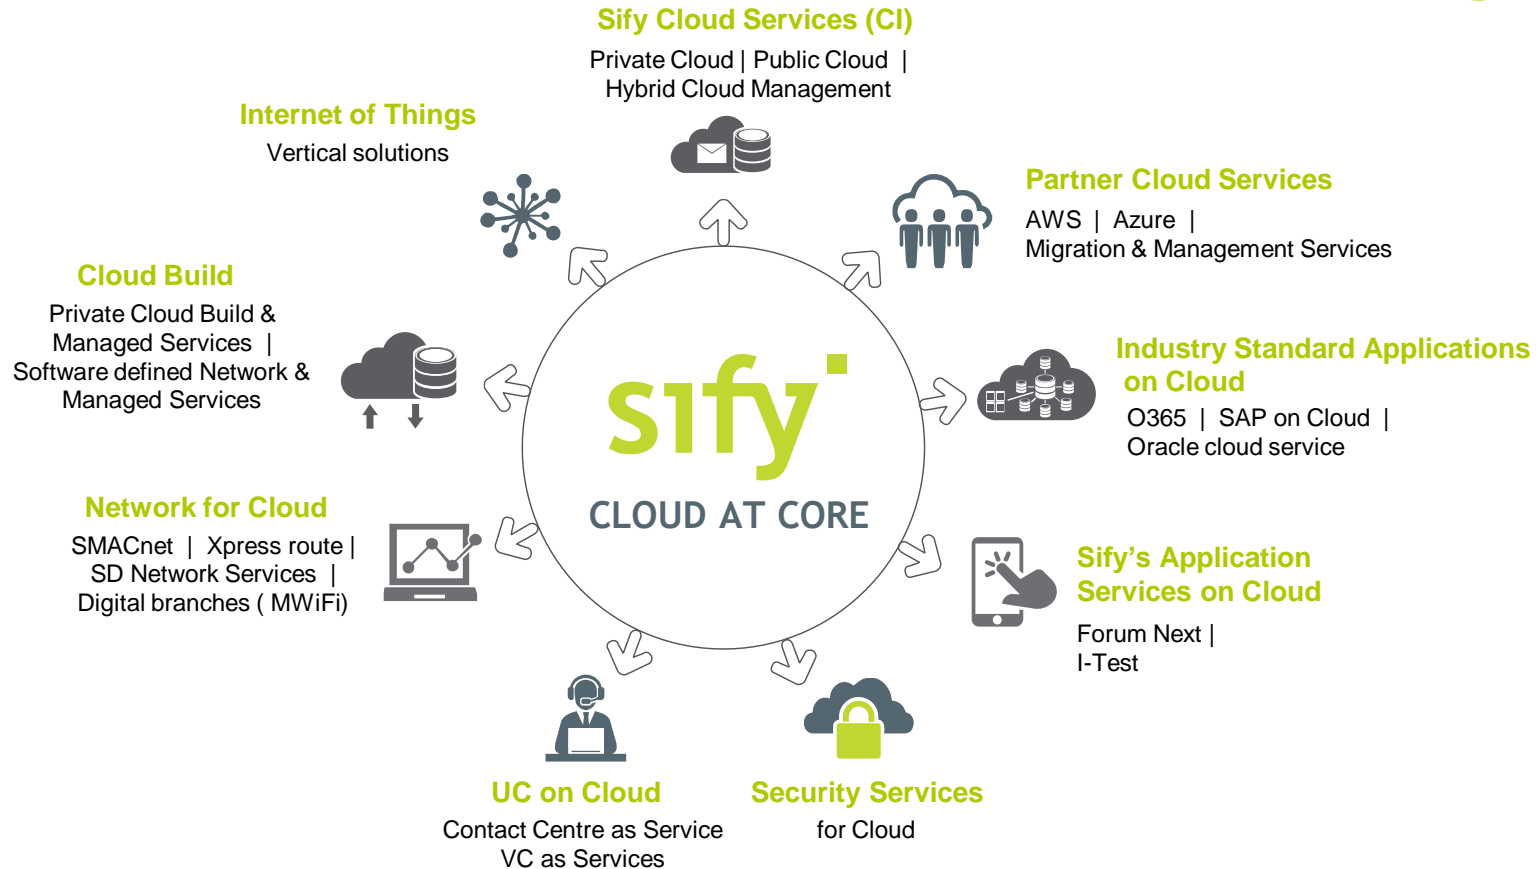 Sify Cloud Services (CI)
Private Cloud | Public Cloud |
Hybrid Cloud Management
Internet of Things
Vertical solutions
Partner Cloud Services
AWS | Azure |
Migration & Management Services
Cloud Build
Private Cloud Build &
Managed Services |
Software defined Network &
Managed Services
Industry Standard Applications
on Cloud
O365 | SAP on Cloud |
Oracle cloud service
sify
CLOUD AT CORE
Network for Cloud
SMACnet | Xpress route |
SD Network Services |
Digital branches ( MWiFi)
Sify’s Application
Services on Cloud
Forum Next |
I-Test
UC on Cloud
Contact Centre as Service
VC as Services
Security Services
for Cloud